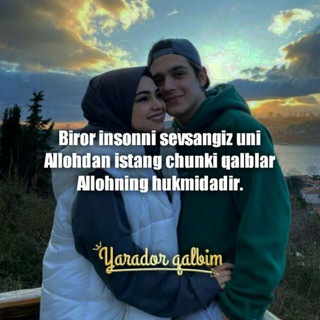 Biror insonni sevsangiz uni
Allohdan istang chunki qalblar
Allohning hukmidadir.
Yarador qalbim